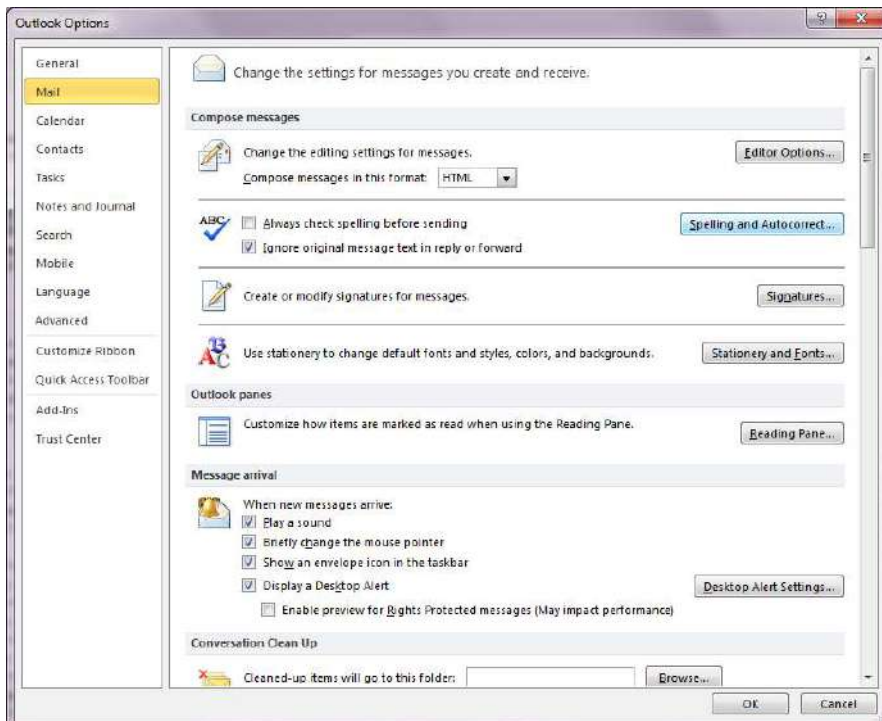 Outlook Options
General
Mail
Calendar
Contacts
Tasks
Notes and Journal
Search
Mobile
Language
Advanced
Customize Ribbon
Quick Access Toolbar
Add-Ins
Trust Center
Change the settings for messages you create and receive.
Compose messages
Change the editing settings for messages.
Editor Options...
Compose messages in this format: HTML
ABC
Always check spelling before sending
Spelling and Autocorrect...
Ignore original message text in reply or forward
Create or modify signatures for messages.
Signatures...
Use stationery to change default fonts and styles, colors, and backgrounds.
Stationery and Fonts...
Outlook panes
Customize how items are marked as read when using the Reading Pane.
Reading Pane...
Message arrival
When new messages arrive:
Play a sound
Briefly change the mouse pointer
Show an envelope icon in the taskbar
Display a Desktop Alert
Desktop Alert Settings...
Enable preview for Rights Protected messages (May impact performance)
Conversation Clean Up
Cleaned-up items will go to this folder:
Browse...
OK
Cancel